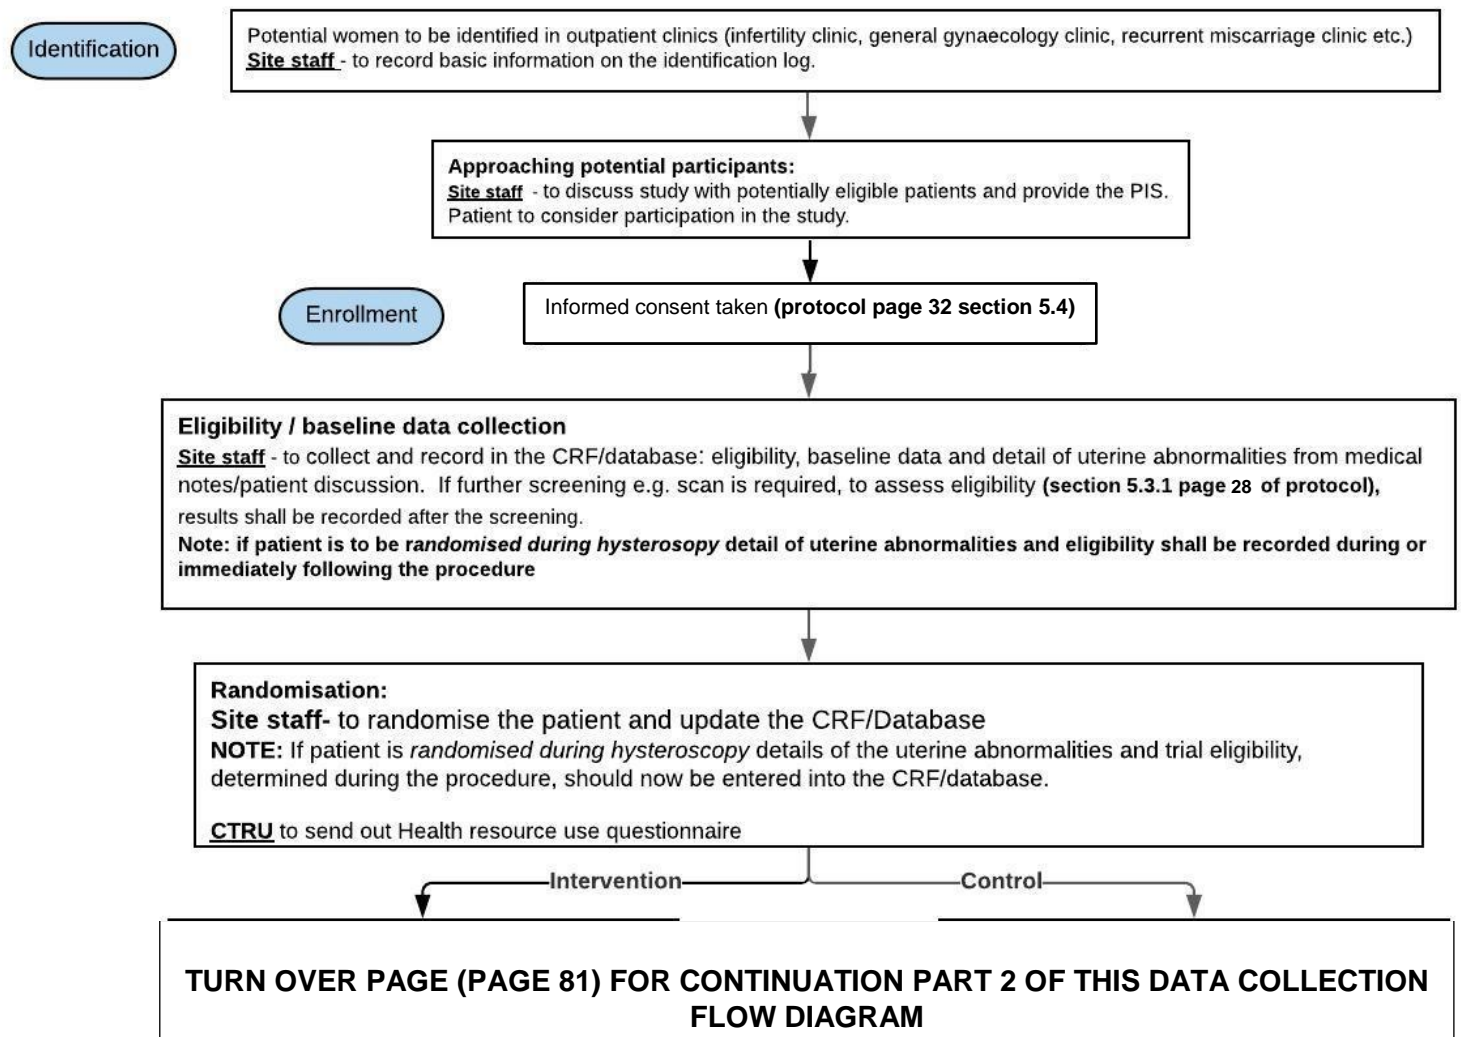 Identification
Potential women to be identified in outpatient clinics (infertility clinic, general gynaecology clinic, recurrent miscarriage clinic etc.)
Site staff - to record basic information on the identification log.
Approaching potential participants:
Site staff - to discuss study with potentially eligible patients and provide the PIS.
Patient to consider participation in the study.
Enrollment
Informed consent taken (protocol page 32 section 5.4)
Eligibility / baseline data collection
Site staff - to collect and record in the CRF/database: eligibility, baseline data and detail of uterine abnormalities from medical
notes/patient discussion. If further screening e.g. scan is required, to assess eligibility (section 5.3.1 page 28 of protocol),
results shall be recorded after the screening.
Note: if patient is to be randomised during hysterosopy detail of uterine abnormalities and eligibility shall be recorded during or
immediately following the procedure
Randomisation:
Site staff- to randomise the patient and update the CRF/Database
NOTE: If patient is randomised during hysteroscopy details of the uterine abnormalities and trial eligibility,
determined during the procedure, should now be entered into the CRF/database.
CTRU to send out Health resource use questionnaire
Intervention
Control
TURN OVER PAGE (PAGE 81) FOR CONTINUATION PART 2 OF THIS DATA COLLECTION
FLOW DIAGRAM